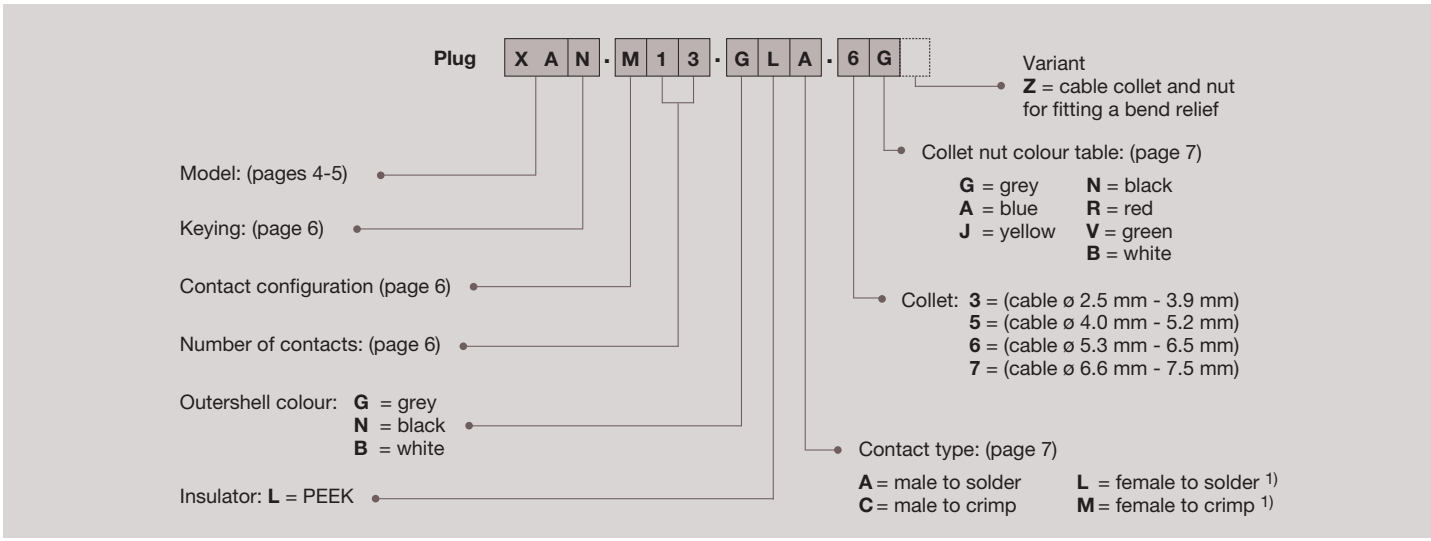 Plug X A N . M 1 3 . G L A . 6 G
Variant
Z = cable collet and nut
for fitting a bend relief
Collet nut colour table: (page 7)
G = grey N = black
A = blue R = red
J = yellow V = green
B = white
Model: (pages 4-5)
Keying: (page 6)
Contact configuration (page 6)
Number of contacts: (page 6)
Collet: 3 = (cable ø 2.5 mm - 3.9 mm)
5 = (cable ø 4.0 mm - 5.2 mm)
6 = (cable ø 5.3 mm - 6.5 mm)
7 = (cable ø 6.6 mm - 7.5 mm)
Outershell colour: G = grey
N = black
B = white
Insulator: L = PEEK
Contact type: (page 7)
A = male to solder L = female to solder 1)
C = male to crimp M = female to crimp 1)